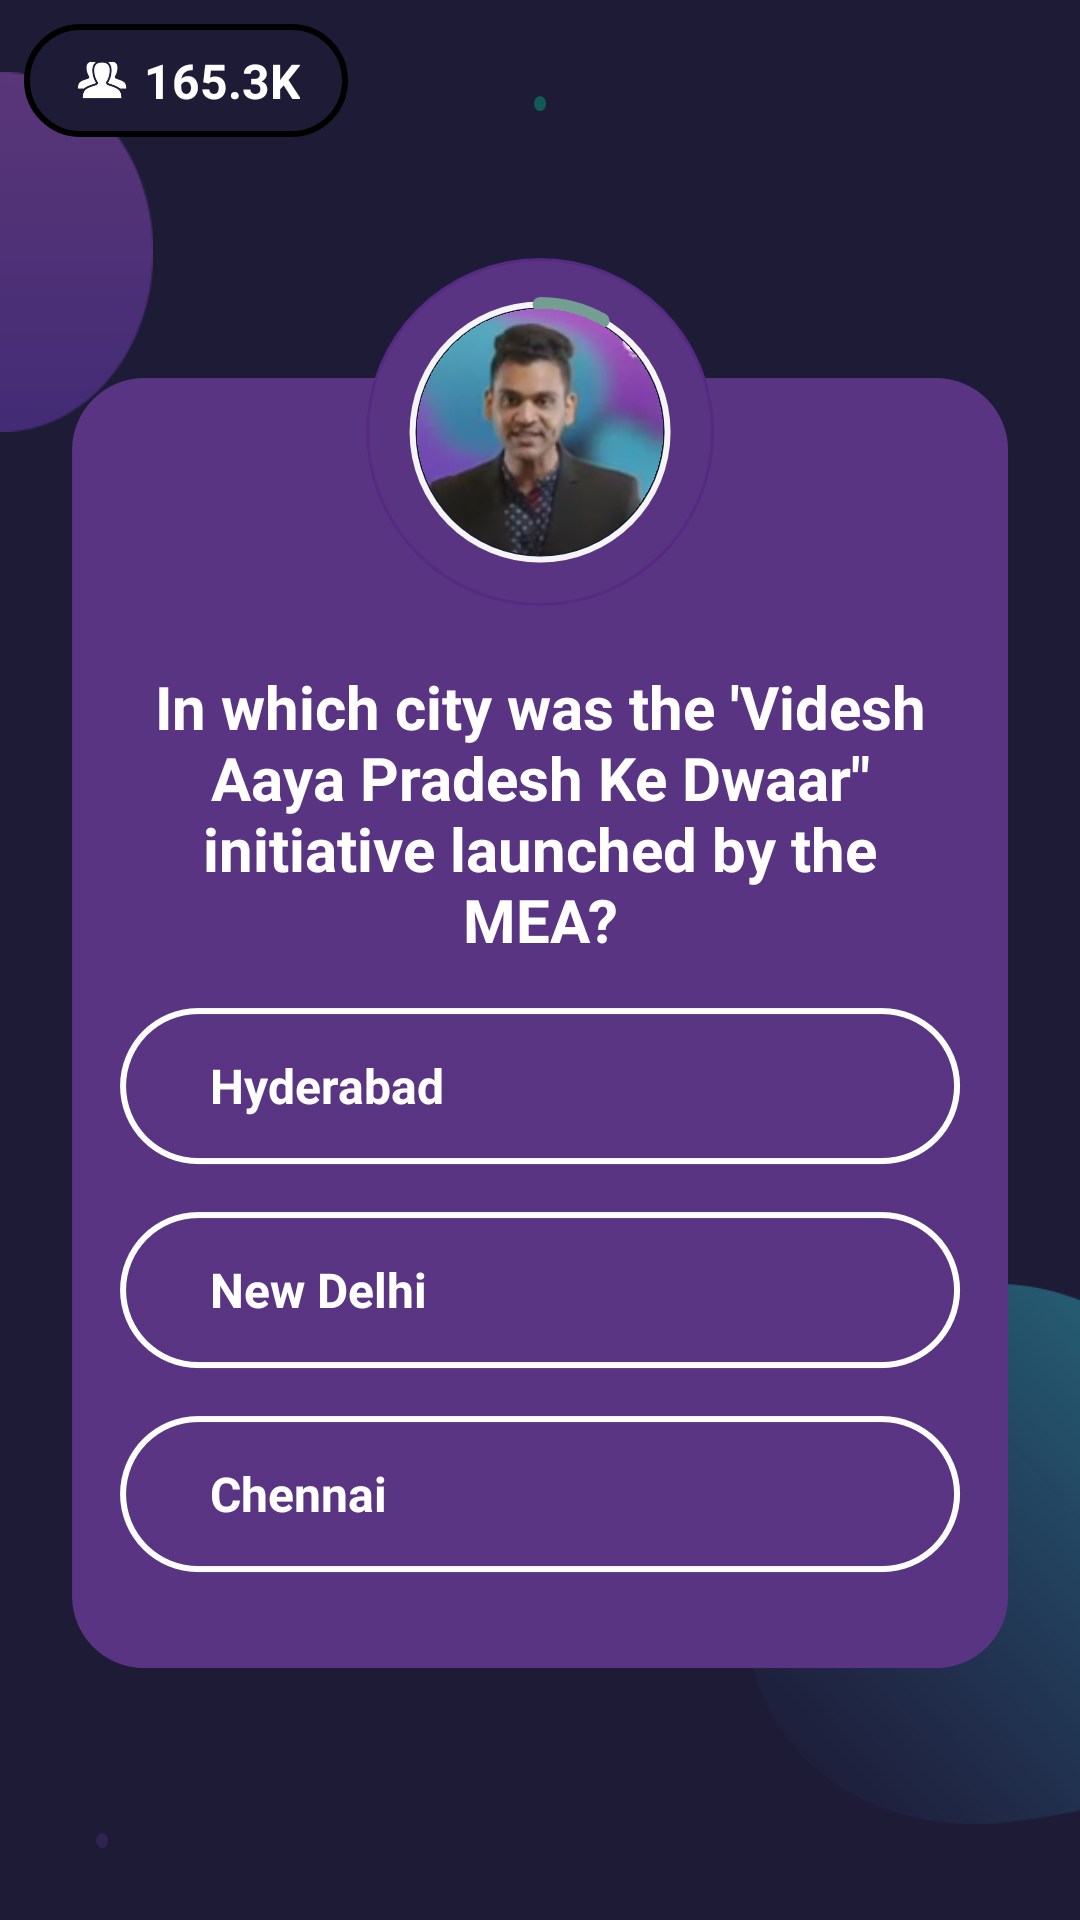 165.3K
In which city was the 'Videsh
Aaya Pradesh Ke Dwaar"
initiative launched by the
MEA?
Hyderabad
New Delhi
Chennai